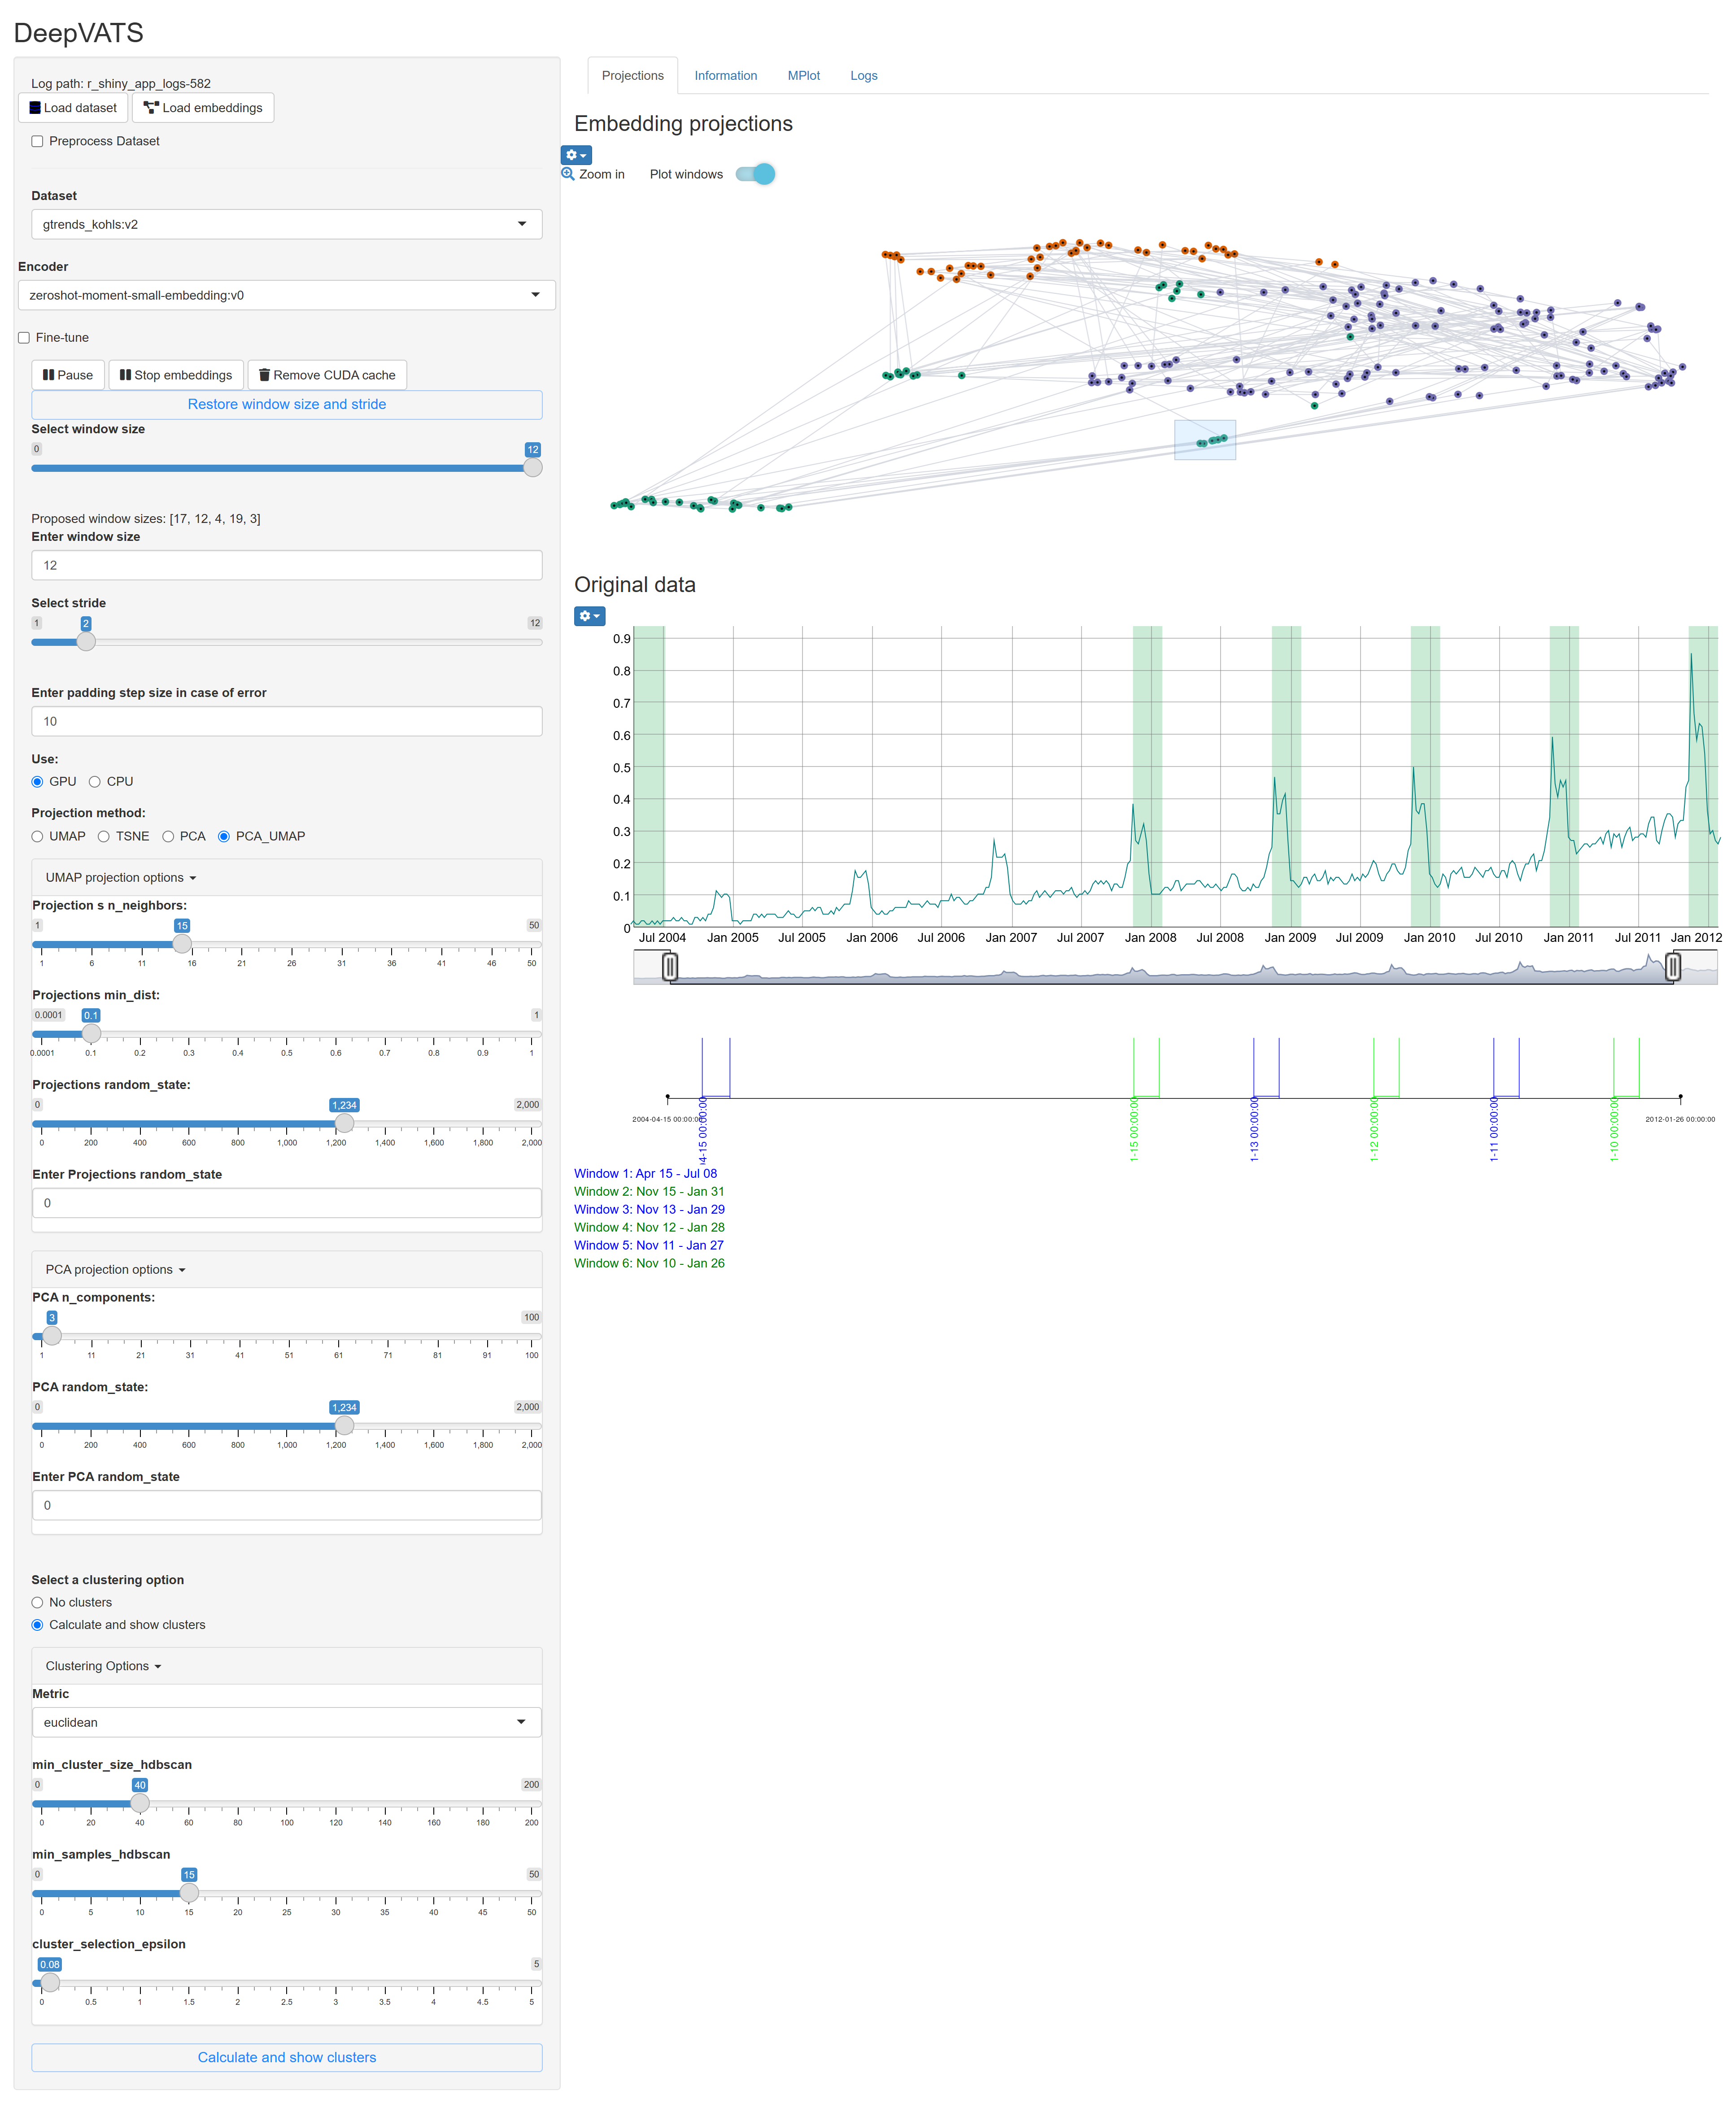 DeepVATS
Log path: r_shiny_app_logs-582
Load dataset Load embeddings
Preprocess Dataset
Dataset
gtrends_kohls:v2
Encoder
zeroshot-moment-small-embedding:v0
Fine-tune
Pause Stop embeddings Remove CUDA cache
Restore window size and stride
Select window size
0 12
Proposed window sizes: [17, 12, 4, 19, 3]
Enter window size
12
Select stride
1 2 12
Enter padding step size in case of error
10
Use:
GPU CPU
Projection method:
UMAP TSNE PCA PCA_UMAP
UMAP projection options
Projection s n_neighbors:
1 15 50
1 6 11 16 21 26 31 36 41 46 50
Projections min_dist:
0.0001 0.1 1
0.0001 0.1 0.2 0.3 0.4 0.5 0.6 0.7 0.8 0.9 1
Projections random_state:
0 1,234 2,000
0 200 400 600 800 1,000 1,200 1,400 1,600 1,800 2,000
Enter Projections random_state
0
PCA projection options
PCA n_components:
3 100
1 11 21 31 41 51 61 71 81 91 100
PCA random_state:
0 1,234 2,000
0 200 400 600 800 1,000 1,200 1,400 1,600 1,800 2,000
Enter PCA random_state
0
Select a clustering option
No clusters
Calculate and show clusters
Clustering Options
Metric
euclidean
min_cluster_size_hdbscan
0 40 200
0 20 40 60 80 100 120 140 160 180 200
min_samples_hdbscan
0 15 50
0 5 10 15 20 25 30 35 40 45 50
cluster_selection_epsilon
0.08 5
0 0.5 1 1.5 2 2.5 3 3.5 4 4.5 5
Calculate and show clusters
Projections Information MPlot Logs
Embedding projections
Zoom in Plot windows
Original data
0.9
0.8
0.7
0.6
0.5
0.4
0.3
0.2
0.1
0
Jul 2004 Jan 2005 Jul 2005 Jan 2006 Jul 2006 Jan 2007 Jul 2007 Jan 2008 Jul 2008 Jan 2009 Jul 2009 Jan 2010 Jul 2010 Jan 2011 Jul 2011 Jan 2012
2004-04-15 00:00:00 2012-01-26 00:00:00
4-15 00:00:00
1-15 00:00:00
1-13 00:00:00
1-12 00:00:00
1-11 00:00:00
1-10 00:00:00
Window 1: Apr 15 - Jul 08
Window 2: Nov 15 - Jan 31
Window 3: Nov 13 - Jan 29
Window 4: Nov 12 - Jan 28
Window 5: Nov 11 - Jan 27
Window 6: Nov 10 - Jan 26